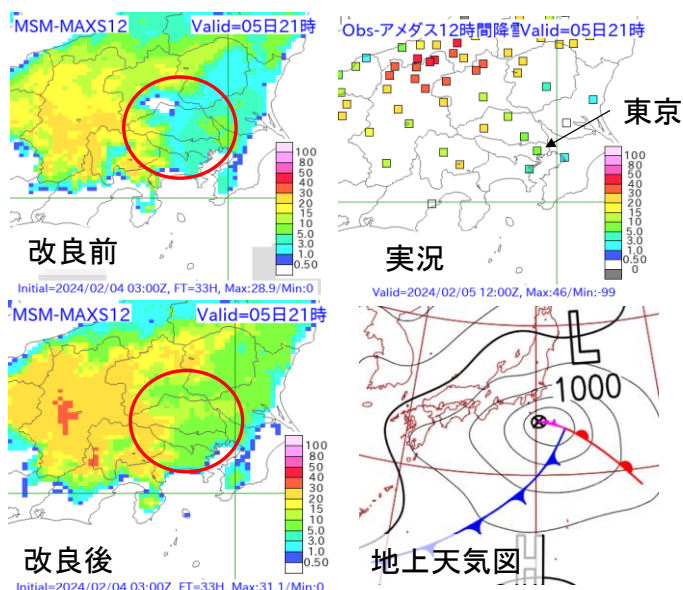 MSM-MAXS12 Valid=05日21時
100
80
50
40
30
20
15
10
5.0
3.0
1.0
0.50
改良前
Initial=2024/02/04 03:00Z, FT=33H, Max:28.9/Min:0
Obs-アメダス12時間降雪Valid=05日21時
東京
100
80
50
40
30
20
15
10
5.0
3.0
1.0
0.50
0
実況
Valid=2024/02/05 12:00Z, Max:46/Min:-99
MSM-MAXS12 Valid=05日21時
100
80
50
40
30
20
15
10
5.0
3.0
1.0
0.50
改良後
Initial=2024/02/04 03:00Z, FT=33H, Max:31.1/Min:0
L
1000
H
地上天気図